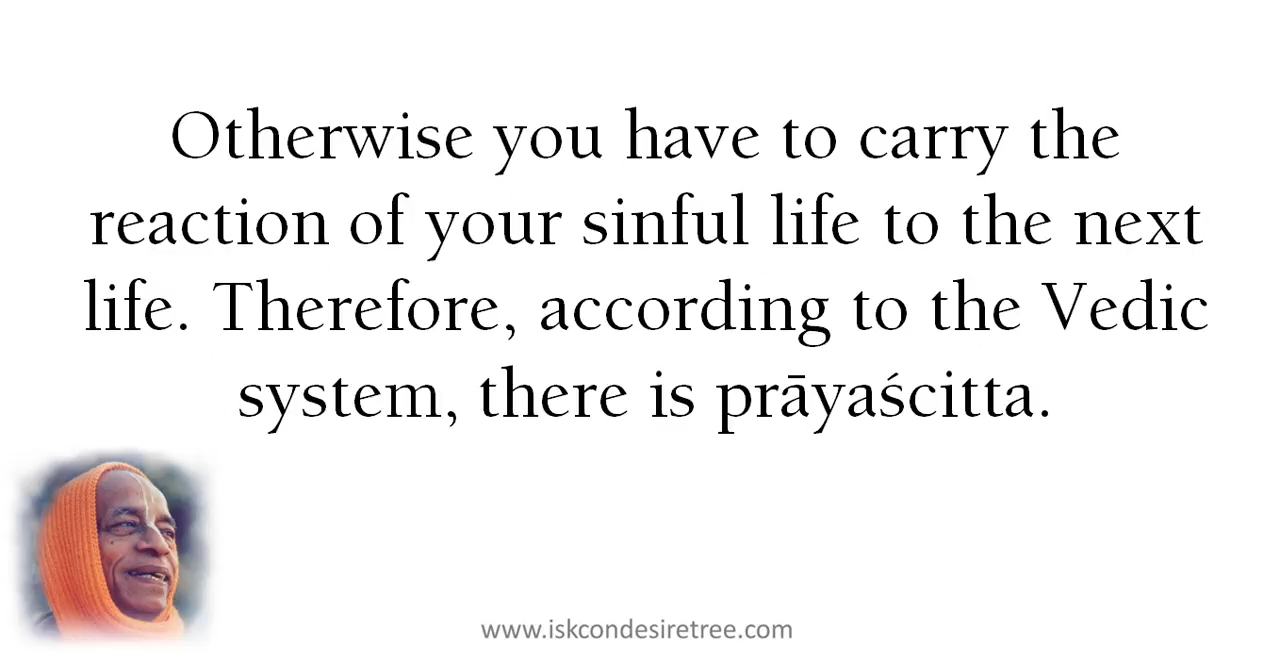 Otherwise you have to carry the
reaction of your sinful life to the next
life. Therefore, according to the Vedic
system, there is prāyaścitta.
www.iskcondesiretree.com